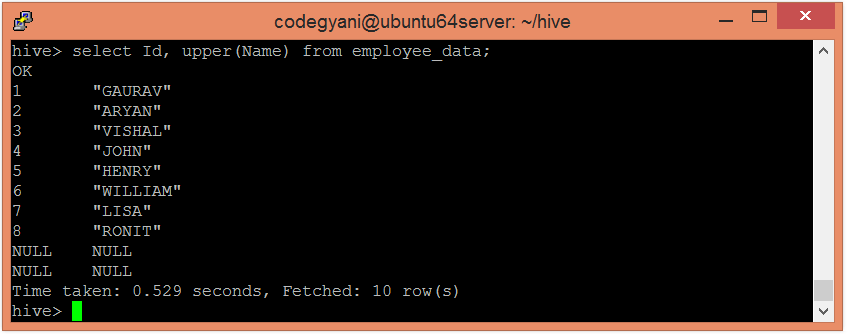 codegyani@ubuntu64server: ~/hive
hive> select Id, upper(Name) from employee_data;
OK
1 "GAURAV"
2 "ARYAN"
3 "VISHAL"
4 "JOHN"
5 "HENRY"
6 "WILLIAM"
7 "LISA"
8 "RONIT"
NULL NULL
NULL NULL
Time taken: 0.529 seconds, Fetched: 10 row(s)
hive>